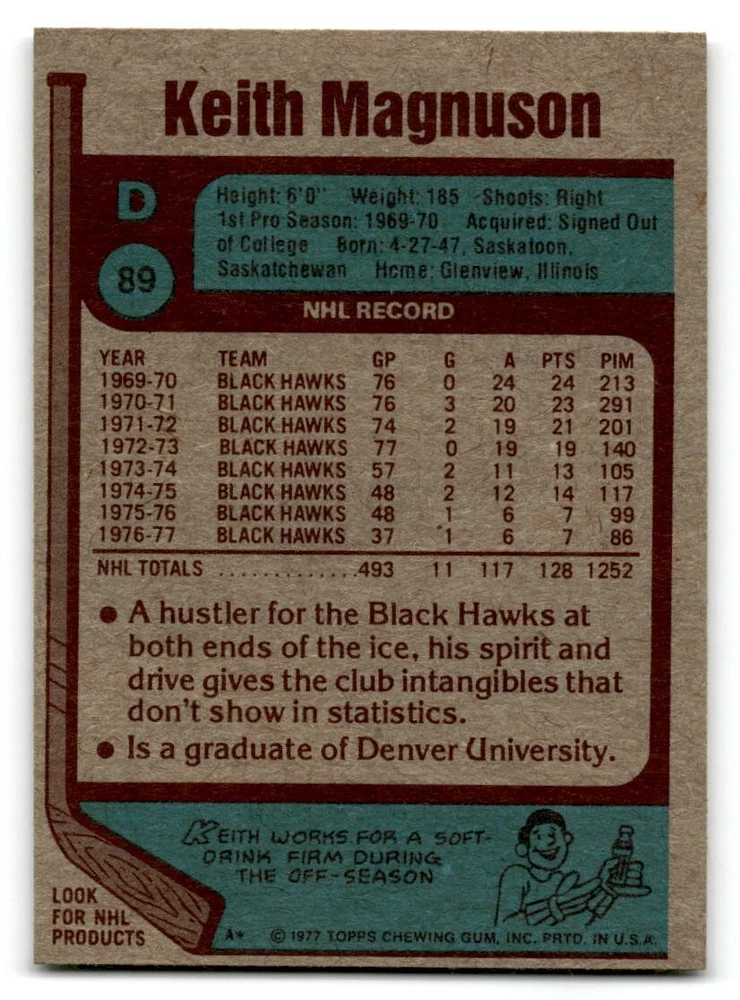 Keith Magnuson
D
89
Height: 6'0" Weight: 185 Shoots: Right
1st Pro Season: 1969-70 Acquired: Signed Out
of College Born: 4-27-47, Saskatoon,
Saskatchewan Home: Glenview, Illinois
NHL RECORD
YEAR TEAM GP G A PTS PIM
1969-70 BLACK HAWKS 76 0 24 24 213
1970-71 BLACK HAWKS 76 3 20 23 291
1971-72 BLACK HAWKS 74 2 19 21 201
1972-73 BLACK HAWKS 77 0 19 19 140
1973-74 BLACK HAWKS 57 2 11 13 105
1974-75 BLACK HAWKS 48 2 12 14 117
1975-76 BLACK HAWKS 48 1 6 7 99
1976-77 BLACK HAWKS 37 1 6 7 86
NHL TOTALS .............493 11 117 128 1252
● A hustler for the Black Hawks at
both ends of the ice, his spirit and
drive gives the club intangibles that
don't show in statistics.
● Is a graduate of Denver University.
KEITH WORKS FOR A SOFT-
DRINK FIRM DURING
THE OFF-SEASON
LOOK
FOR NHL
PRODUCTS
A* © 1977 TOPPS CHEWING GUM, INC. PRTD. IN U.S.A.